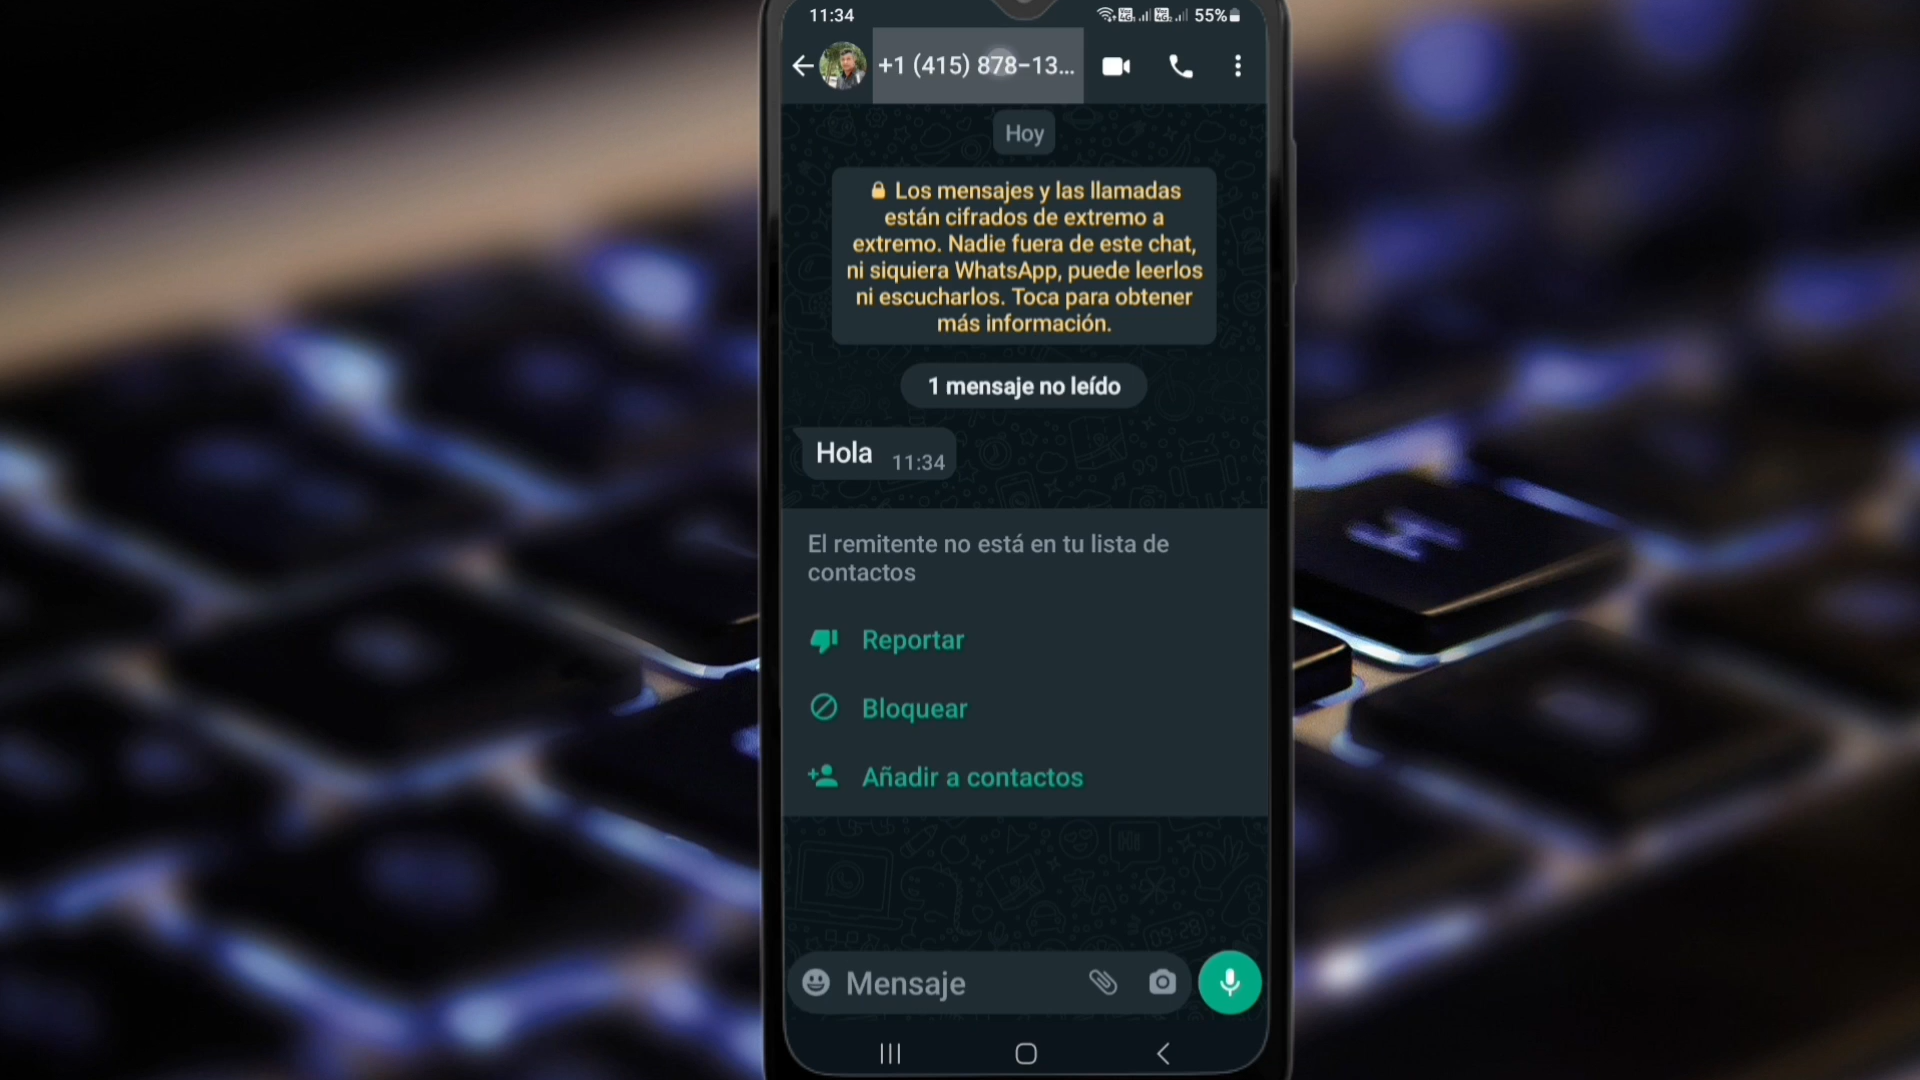 11:34
55%
+1 (415) 878-13...
Hoy
Los mensajes y las llamadas
están cifrados de extremo a
extremo. Nadie fuera de este chat,
ni siquiera WhatsApp, puede leerlos
ni escucharlos. Toca para obtener
más información.
1 mensaje no leído
Hola 11:34
El remitente no está en tu lista de
contactos
Reportar
Bloquear
Añadir a contactos
Mensaje